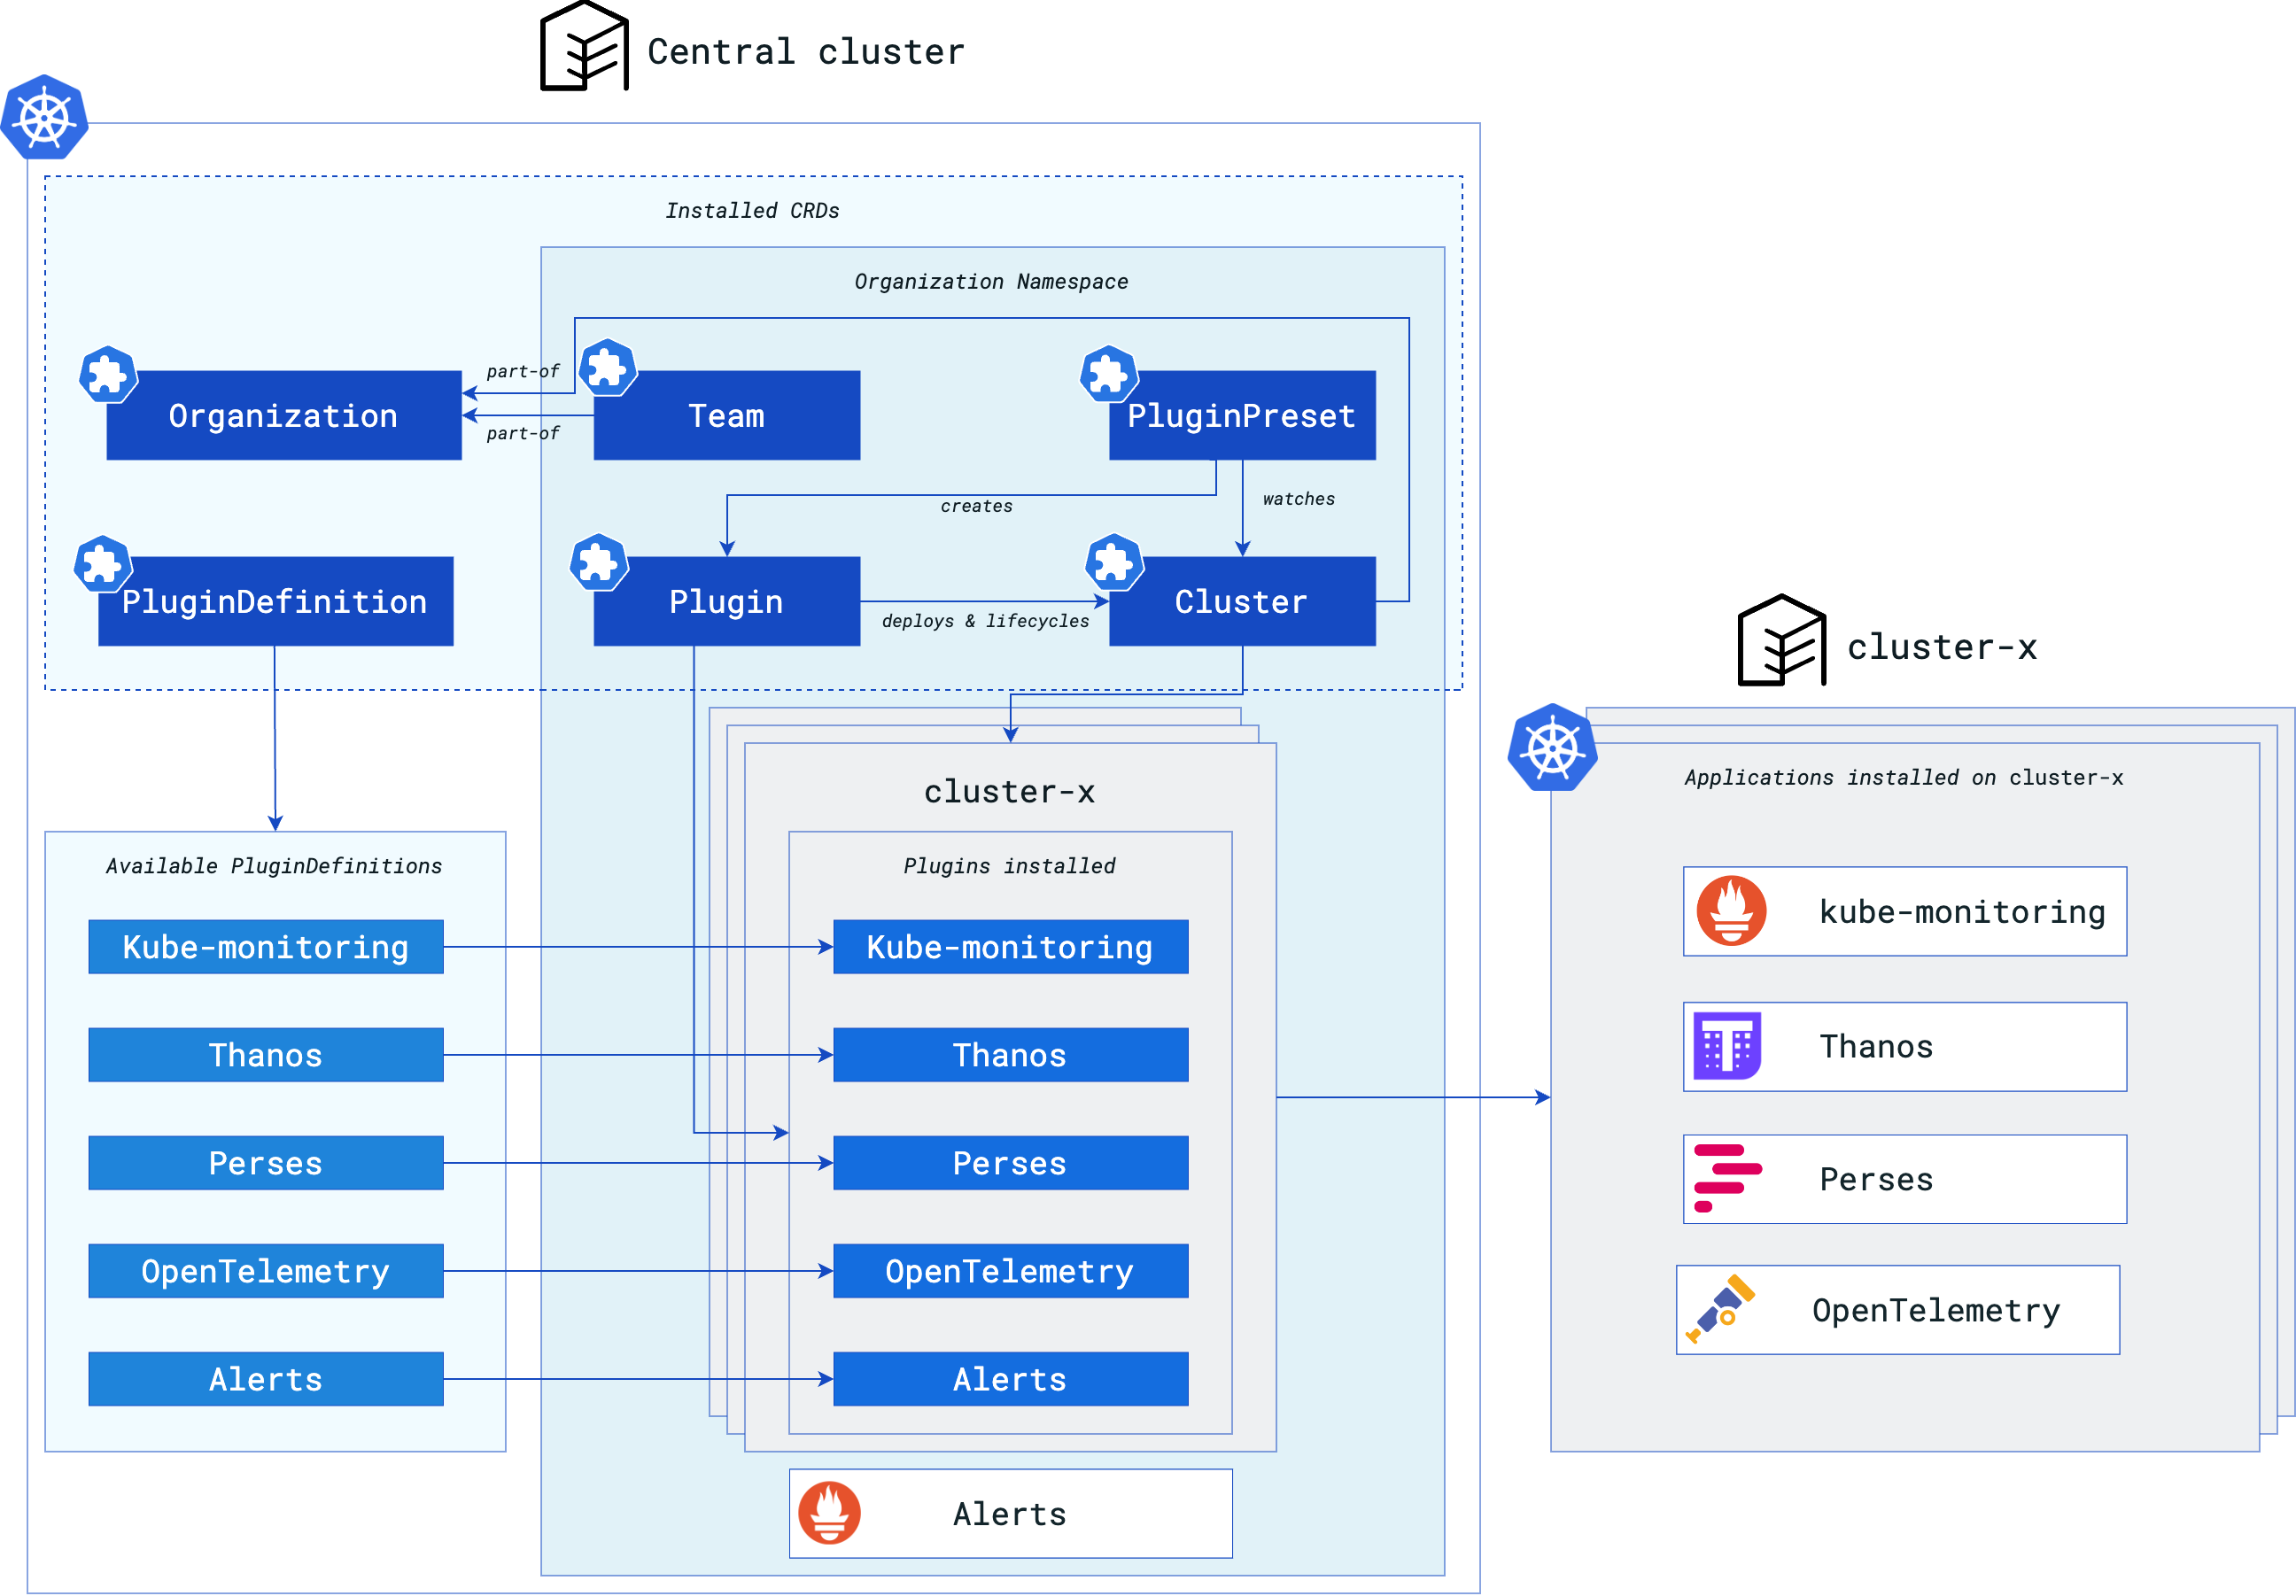 Central cluster
Installed CRDs
Organization Namespace
part-of
Organization
Team
PluginPreset
part-of
creates
watches
PluginDefinition
Plugin
deploys & lifecycles
Cluster
cluster-x
cluster-x
Applications installed on cluster-x
Available PluginDefinitions
Plugins installed
Kube-monitoring
Kube-monitoring
kube-monitoring
Thanos
Thanos
Thanos
Perses
Perses
Perses
OpenTelemetry
OpenTelemetry
OpenTelemetry
Alerts
Alerts
Alerts